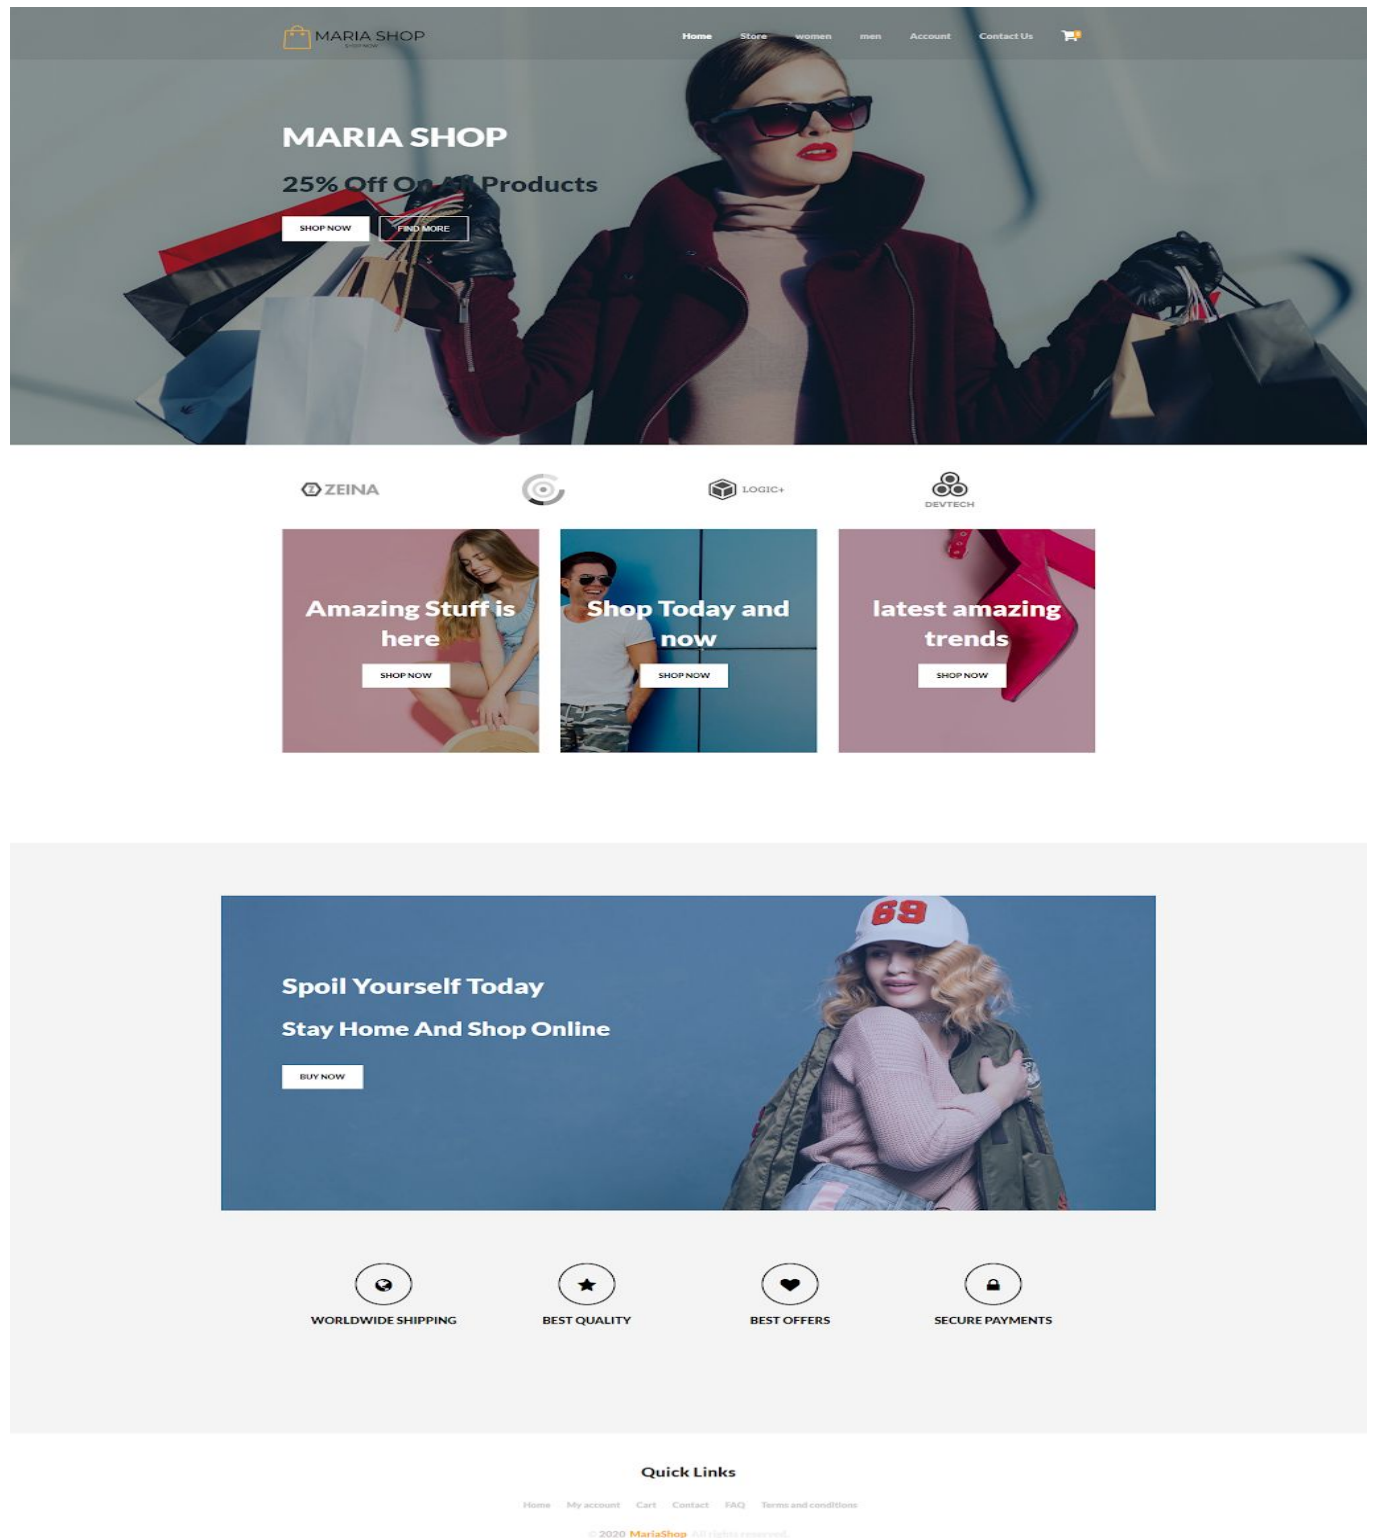 MARIA SHOP
SHOP NOW
Home Store women men Account Contact Us
MARIA SHOP
25% Off On All Products
SHOP NOW FIND MORE
ZEINA LOGIC+
DEVTECH
Amazing Stuff is
here
SHOP NOW
Shop Today and
now
SHOP NOW
latest amazing
trends
SHOP NOW
69
Spoil Yourself Today
Stay Home And Shop Online
BUY NOW
WORLDWIDE SHIPPING BEST QUALITY BEST OFFERS SECURE PAYMENTS
Quick Links
Home My account Cart Contact FAQ Terms and conditions
© 2020 MariaShop All rights reserved.